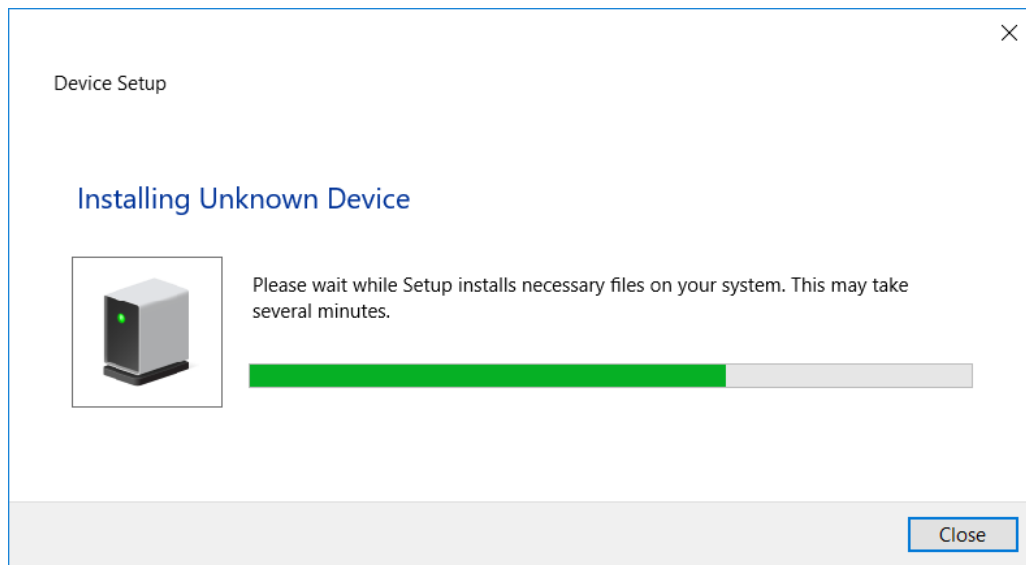 Device Setup
Installing Unknown Device
Please wait while Setup installs necessary files on your system. This may take
several minutes.
Close